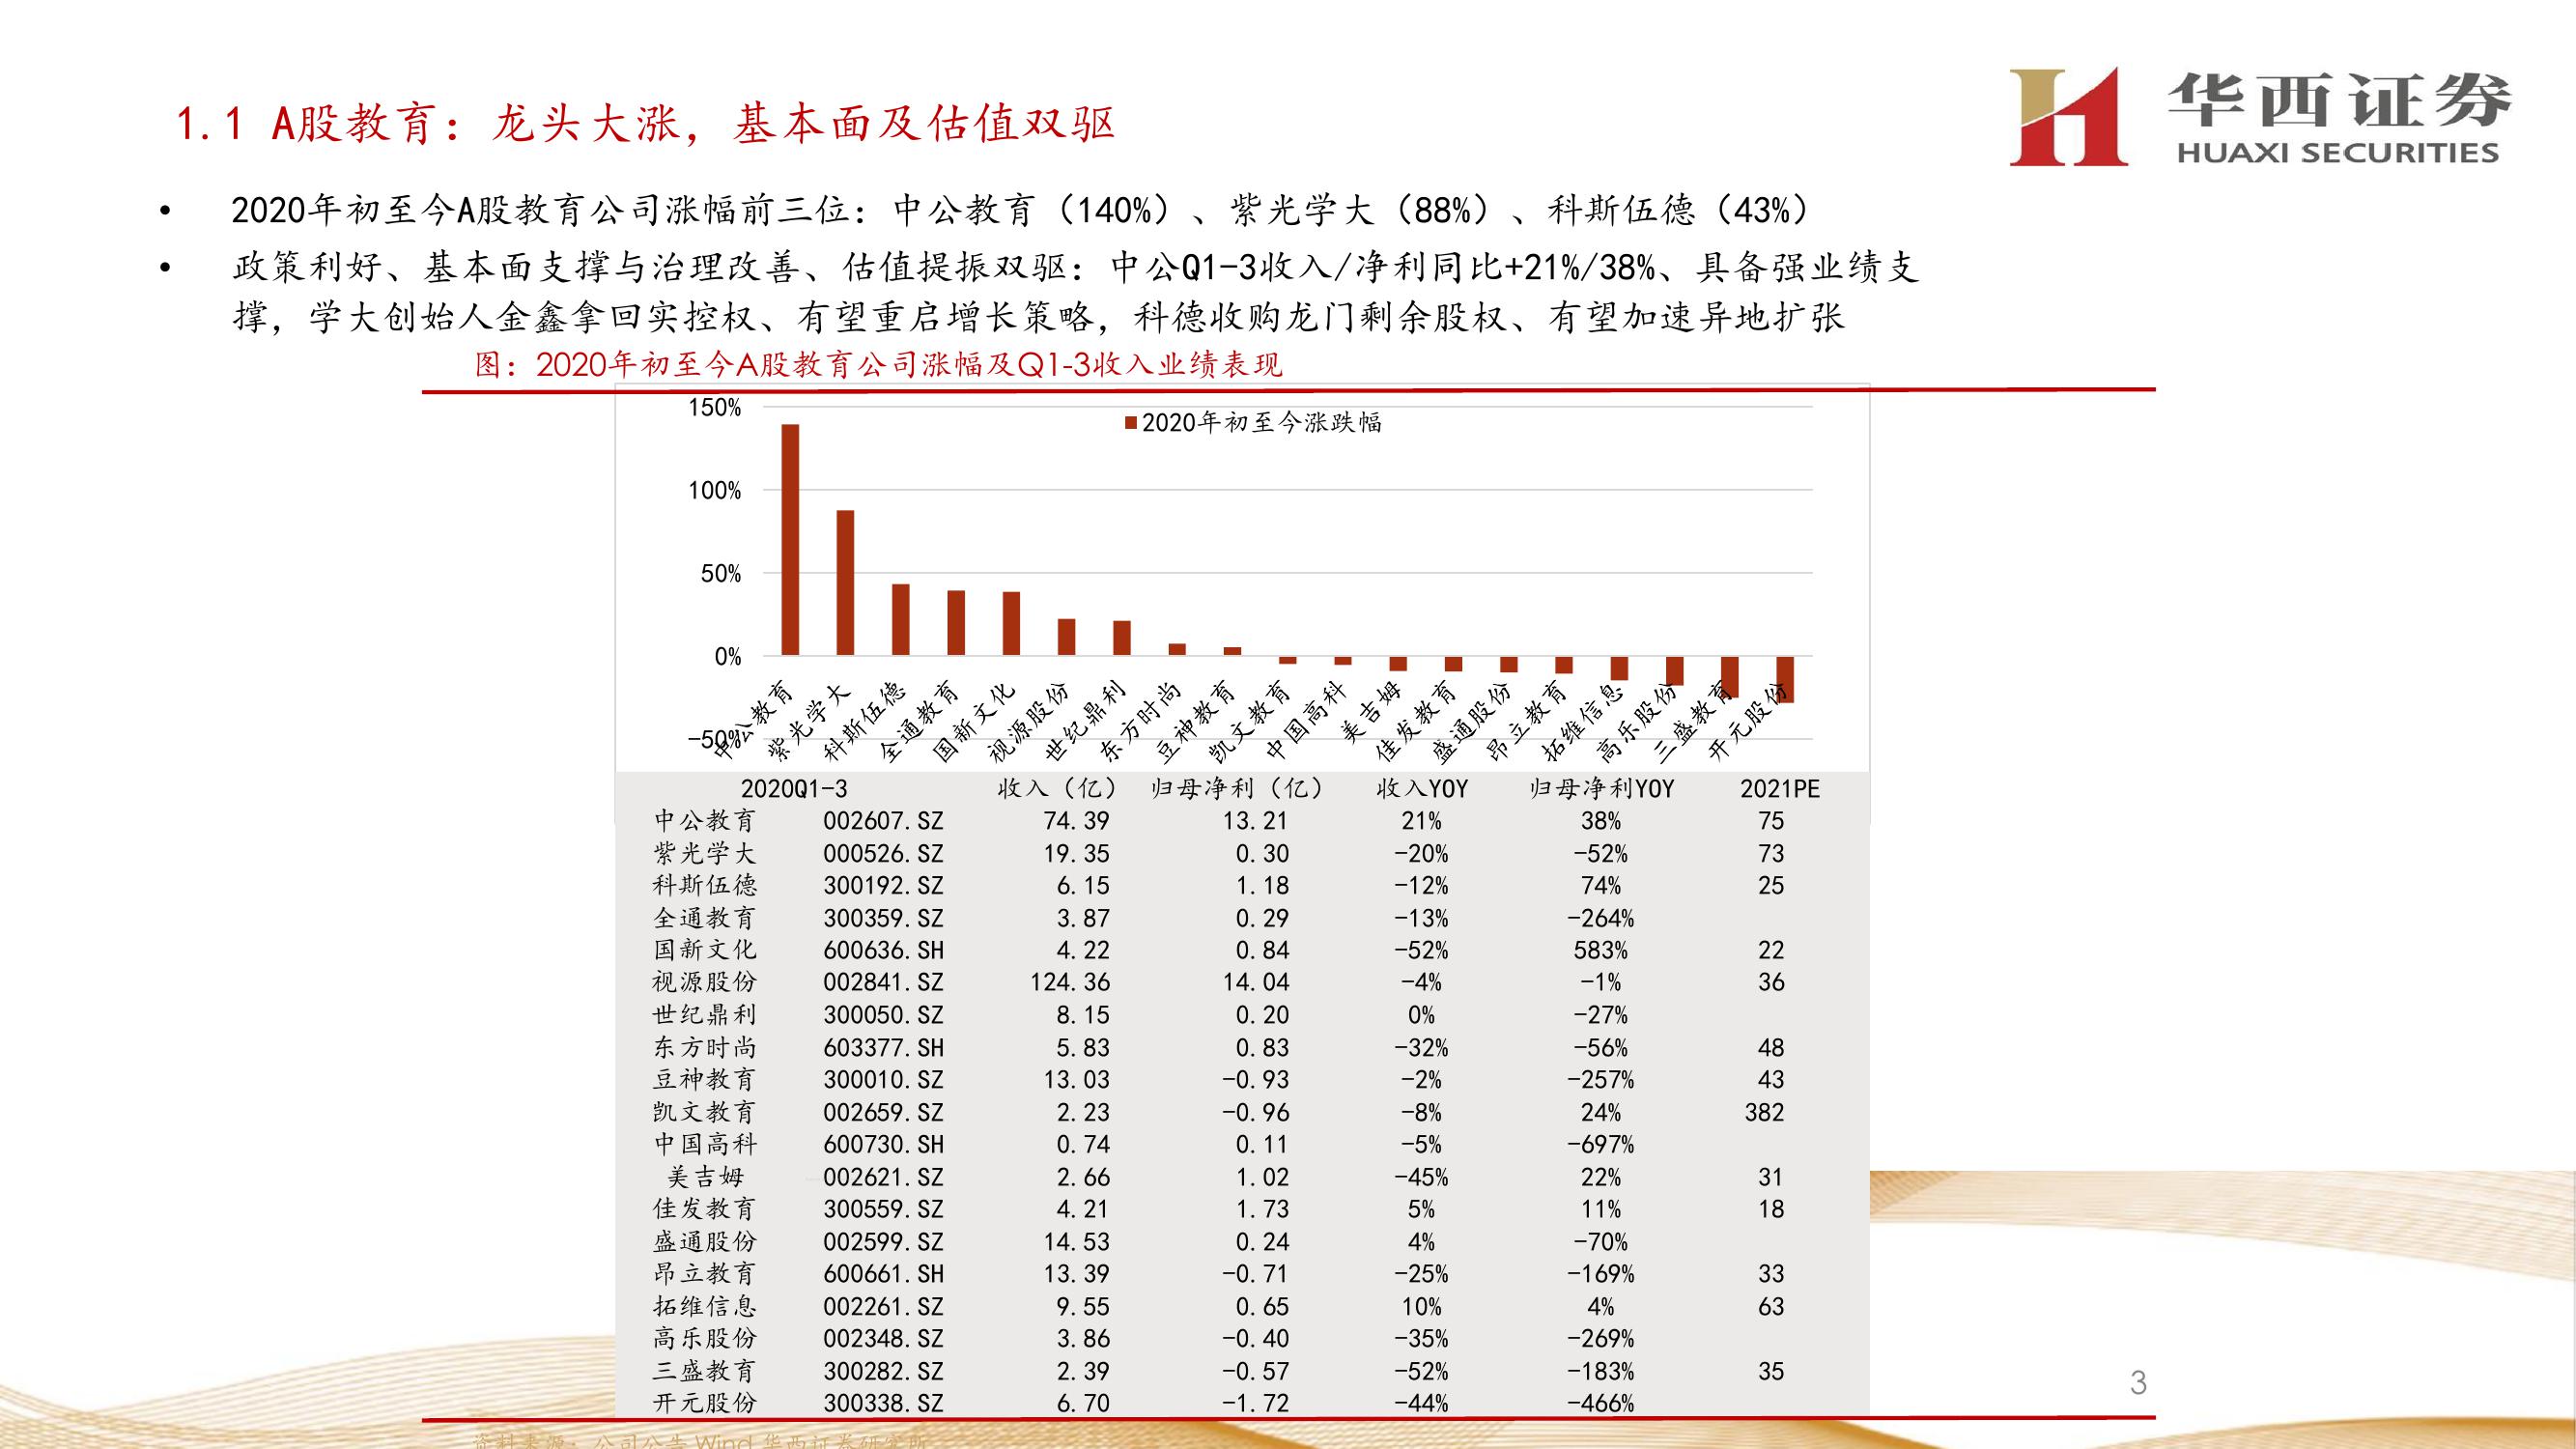 华西证券
HUAXI SECURITIES
1.1 A股教育：龙头大涨，基本面及估值双驱
• 2020年初至今A股教育公司涨幅前三位：中公教育（140%）、紫光学大（88%）、科斯伍德（43%）
• 政策利好、基本面支撑与治理改善、估值提振双驱：中公Q1-3收入/净利同比+21%/38%、具备强业绩支
撑，学大创始人金鑫拿回实控权、有望重启增长策略，科德收购龙门剩余股权、有望加速异地扩张
图：2020年初至今A股教育公司涨幅及Q1-3收入业绩表现
2020年初至今涨跌幅
150%
100%
50%
0%
-50%
中公教育 紫光学大 科斯伍德 全通教育 国新文化 视源股份 世纪鼎利 东方时尚 豆神教育 凯文教育 中国高科 美吉姆 佳发教育 盛通股份 昂立教育 拓维信息 高乐股份 三盛教育 开元股份
2020Q1-3 收入（亿） 归母净利（亿） 收入YOY 归母净利YOY 2021PE
中公教育 002607.SZ 74.39 13.21 21% 38% 75
紫光学大 000526.SZ 19.35 0.30 -20% -52% 73
科斯伍德 300192.SZ 6.15 1.18 -12% 74% 25
全通教育 300359.SZ 3.87 0.29 -13% -264%
国新文化 600636.SH 4.22 0.84 -52% 583% 22
视源股份 002841.SZ 124.36 14.04 -4% -1% 36
世纪鼎利 300050.SZ 8.15 0.20 0% -27%
东方时尚 603377.SH 5.83 0.83 -32% -56% 48
豆神教育 300010.SZ 13.03 -0.93 -2% -257% 43
凯文教育 002659.SZ 2.23 -0.96 -8% 24% 382
中国高科 600730.SH 0.74 0.11 -5% -697%
美吉姆 002621.SZ 2.66 1.02 -45% 22% 31
佳发教育 300559.SZ 4.21 1.73 5% 11% 18
盛通股份 002599.SZ 14.53 0.24 4% -70%
昂立教育 600661.SH 13.39 -0.71 -25% -169% 33
拓维信息 002261.SZ 9.55 0.65 10% 4% 63
高乐股份 002348.SZ 3.86 -0.40 -35% -269%
三盛教育 300282.SZ 2.39 -0.57 -52% -183% 35
开元股份 300338.SZ 6.70 -1.72 -44% -466%
3
资料来源：公司公告 Wind 华西证券研究所